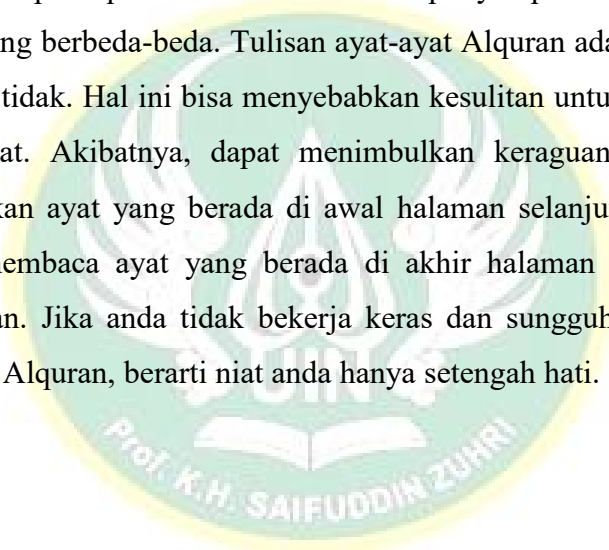 ng berbeda-beda. Tulisan ayat-ayat Alquran ada
tidak. Hal ini bisa menyebabkan kesulitan untu
at. Akibatnya, dapat menimbulkan keraguan
kan ayat yang berada di awal halaman selanju
membaca ayat yang berada di akhir halaman
an. Jika anda tidak bekerja keras dan sungguh
Alquran, berarti niat anda hanya setengah hati.
UIN
Prof. K.H. SAIFUDDIN ZUHRI